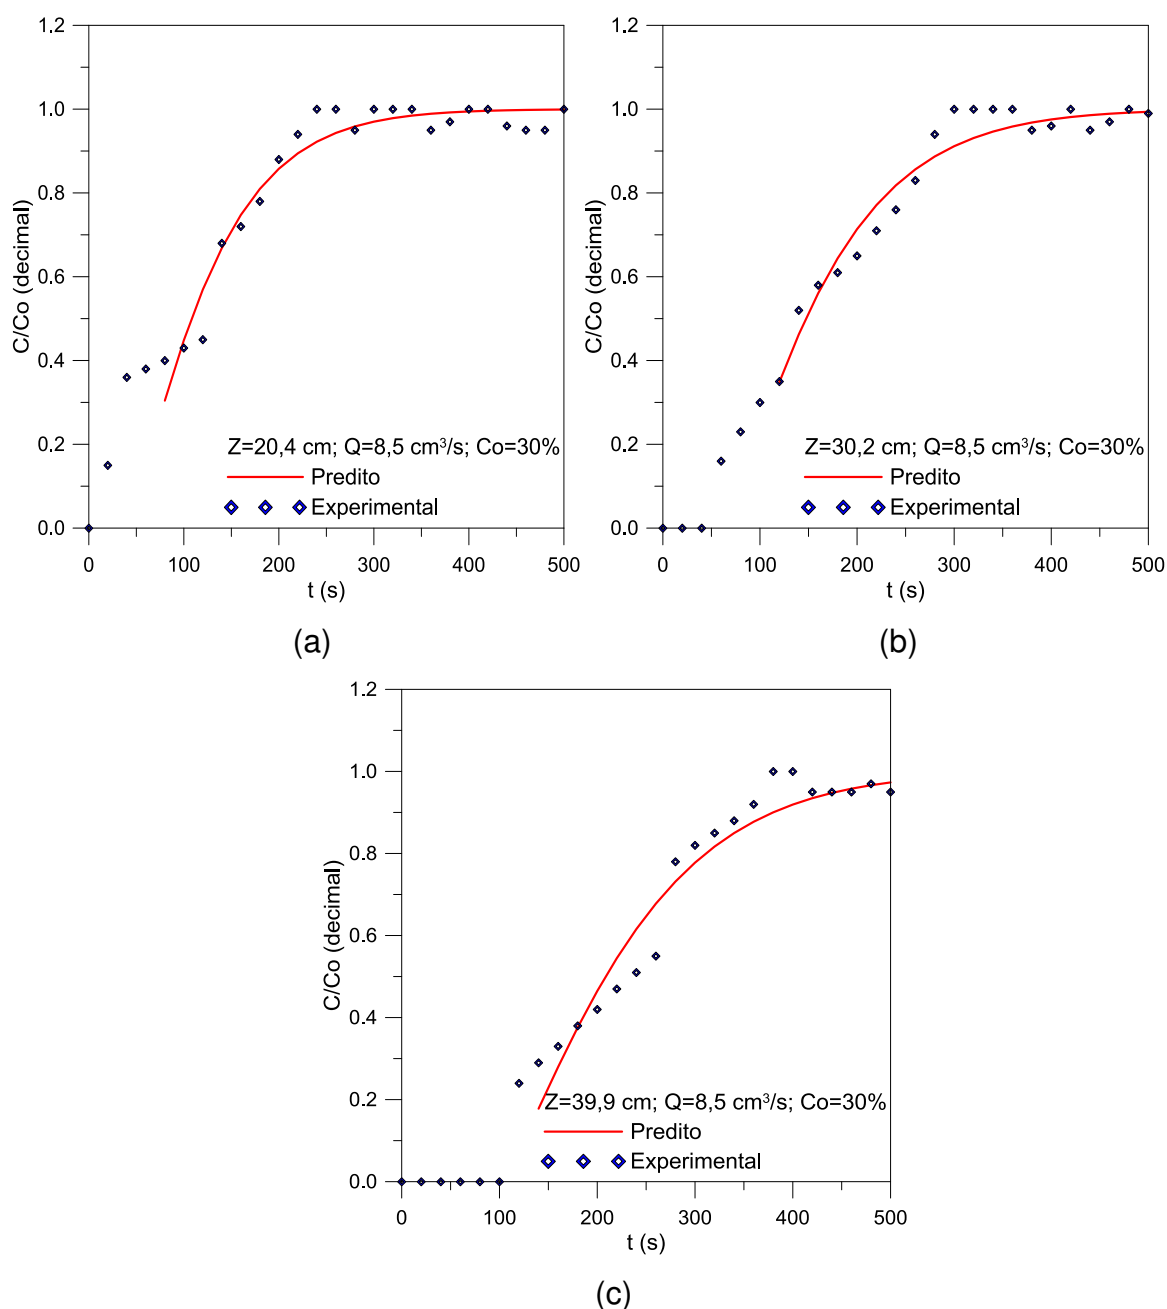 1.2
1.0
0.8
0.6
0.4
0.2
0.0
C/Co (decimal)
Z=20,4 cm; Q=8,5 cm³/s; Co=30%
Predito
Experimental
0 100 200 300 400 500
t (s)
(a)
1.2
1.0
0.8
0.6
0.4
0.2
0.0
C/Co (decimal)
Z=30,2 cm; Q=8,5 cm³/s; Co=30%
Predito
Experimental
0 100 200 300 400 500
t (s)
(b)
1.2
1.0
0.8
0.6
0.4
0.2
0.0
C/Co (decimal)
Z=39,9 cm; Q=8,5 cm³/s; Co=30%
Predito
Experimental
0 100 200 300 400 500
t (s)
(c)